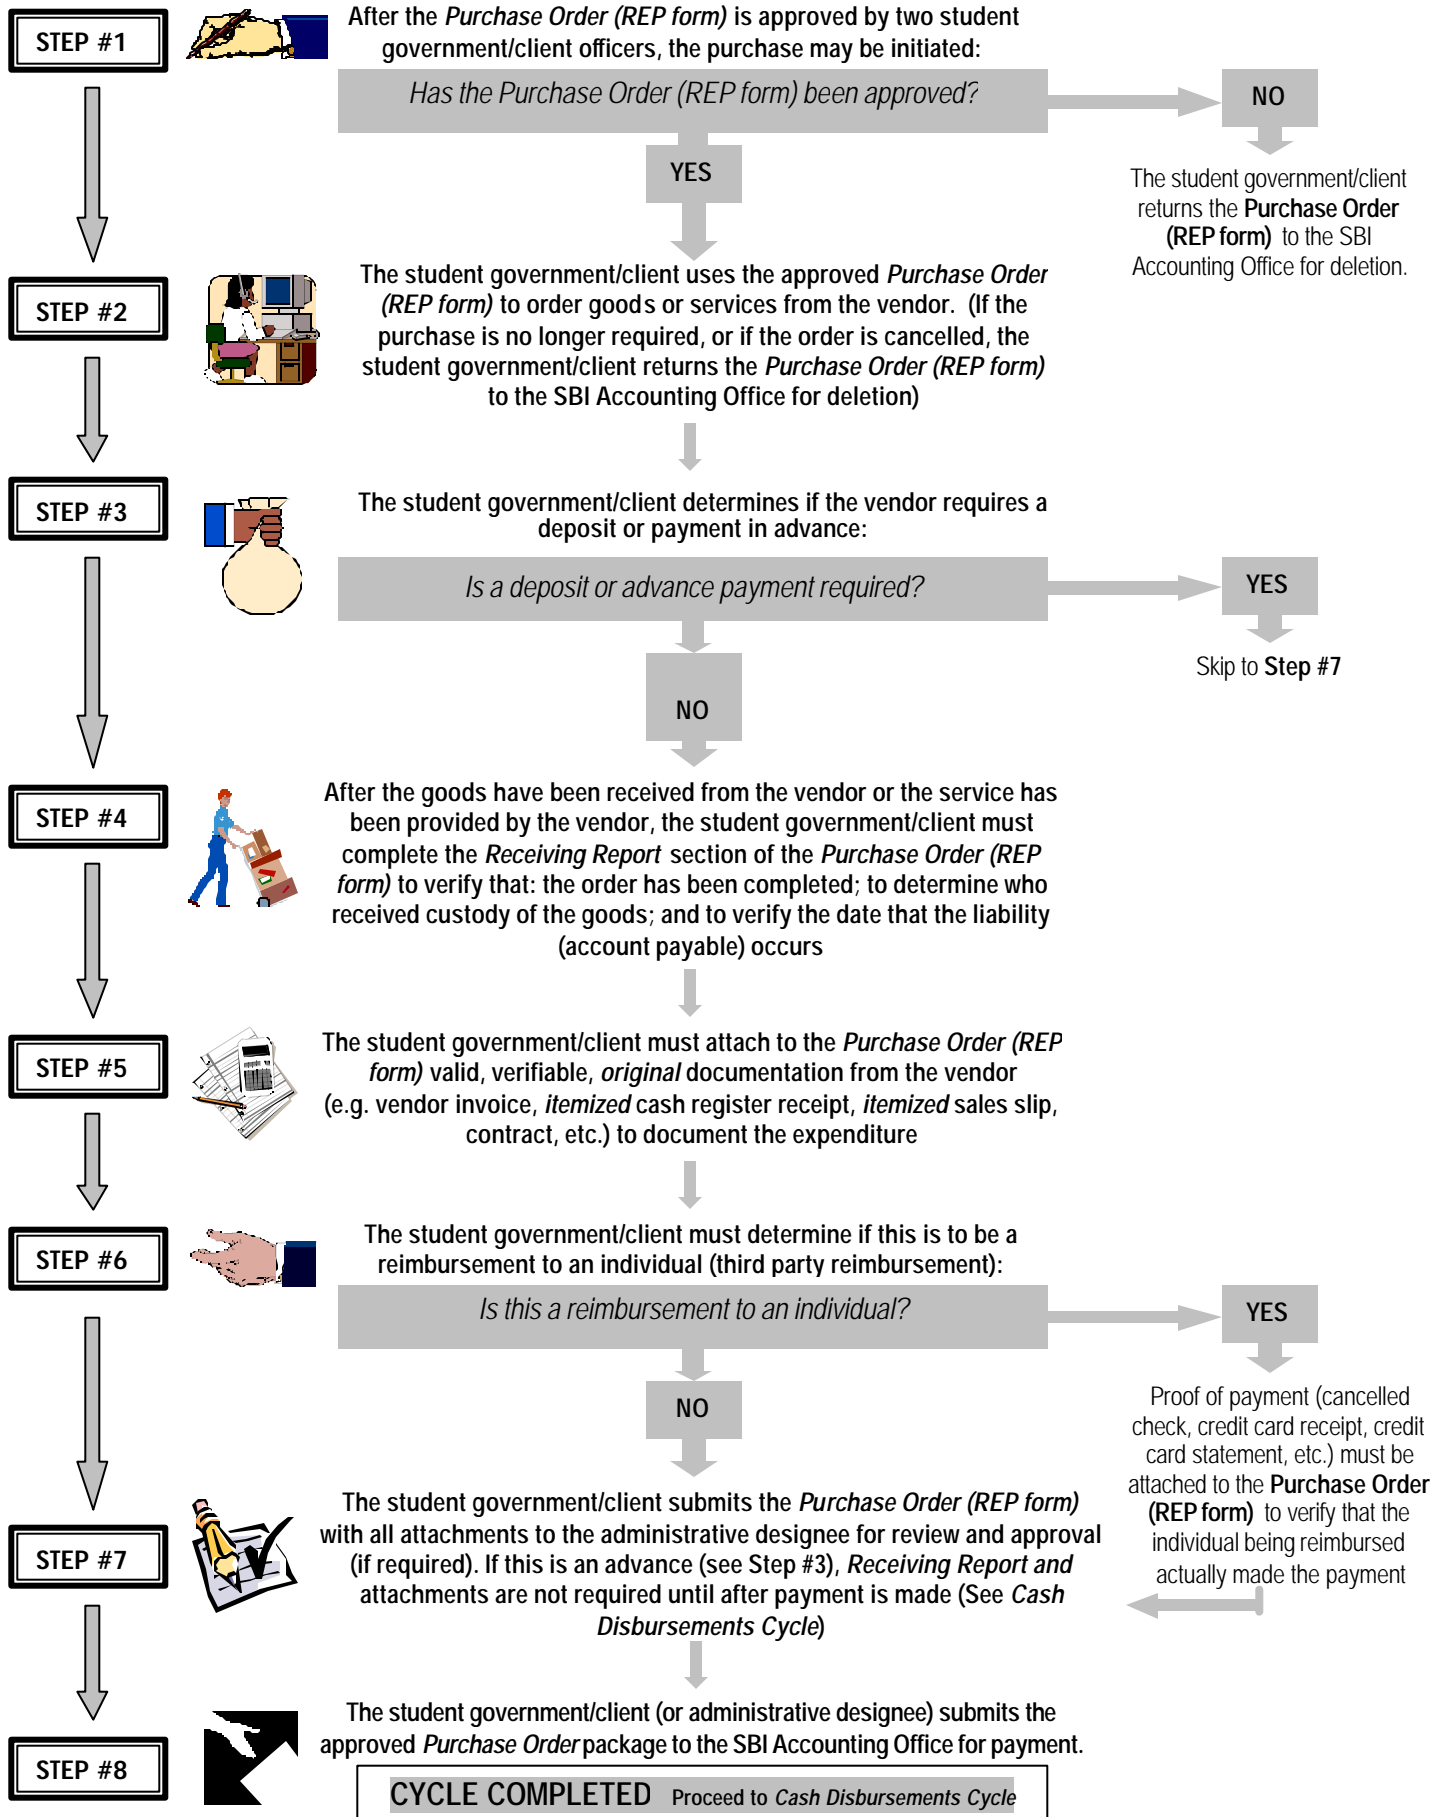 STEP #1
After the Purchase Order (REP form) is approved by two student
government/client officers, the purchase may be initiated:
Has the Purchase Order (REP form) been approved?
NO
The student government/client
returns the Purchase Order
(REP form) to the SBI
Accounting Office for deletion.
YES
STEP #2
The student government/client uses the approved Purchase Order
(REP form) to order goods or services from the vendor. (If the
purchase is no longer required, or if the order is cancelled, the
student government/client returns the Purchase Order (REP form)
to the SBI Accounting Office for deletion)
STEP #3
The student government/client determines if the vendor requires a
deposit or payment in advance:
Is a deposit or advance payment required?
YES
Skip to Step #7
NO
STEP #4
After the goods have been received from the vendor or the service has
been provided by the vendor, the student government/client must
complete the Receiving Report section of the Purchase Order (REP
form) to verify that: the order has been completed; to determine who
received custody of the goods; and to verify the date that the liability
(account payable) occurs
STEP #5
The student government/client must attach to the Purchase Order (REP
form) valid, verifiable, original documentation from the vendor
(e.g. vendor invoice, itemized cash register receipt, itemized sales slip,
contract, etc.) to document the expenditure
STEP #6
The student government/client must determine if this is to be a
reimbursement to an individual (third party reimbursement):
Is this a reimbursement to an individual?
YES
Proof of payment (cancelled
check, credit card receipt, credit
card statement, etc.) must be
attached to the Purchase Order
(REP form) to verify that the
individual being reimbursed
actually made the payment
NO
STEP #7
The student government/client submits the Purchase Order (REP form)
with all attachments to the administrative designee for review and approval
(if required). If this is an advance (see Step #3), Receiving Report and
attachments are not required until after payment is made (See Cash
Disbursements Cycle)
STEP #8
The student government/client (or administrative designee) submits the
approved Purchase Order package to the SBI Accounting Office for payment.
CYCLE COMPLETED Proceed to Cash Disbursements Cycle